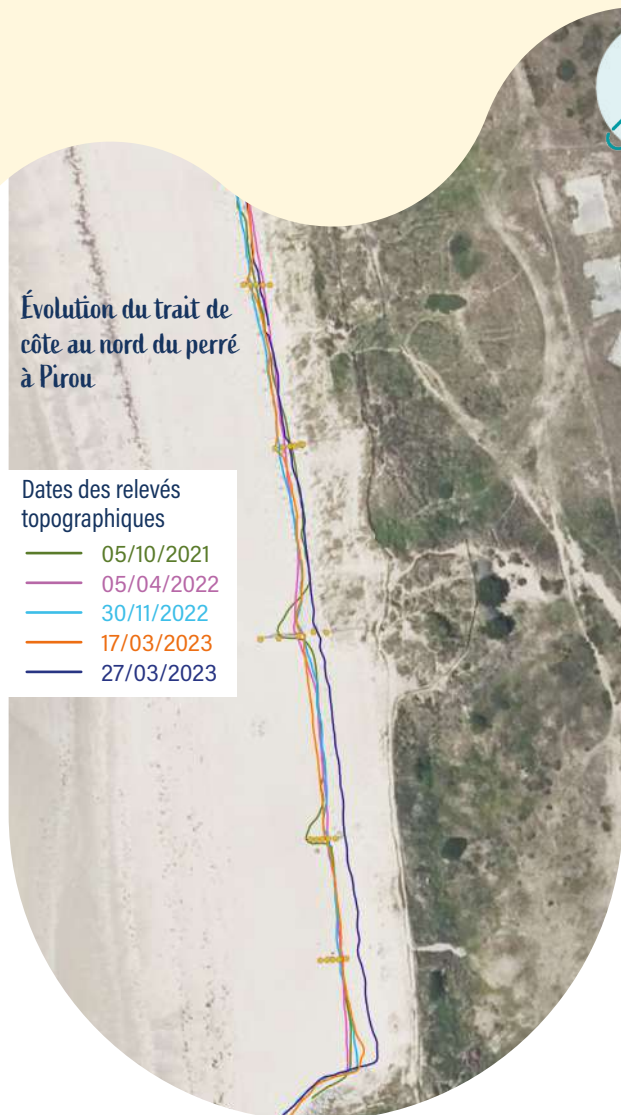 Évolution du trait de
côte au nord du perré
à Pirou
Dates des relevés
topographiques
05/10/2021
05/04/2022
30/11/2022
17/03/2023
27/03/2023